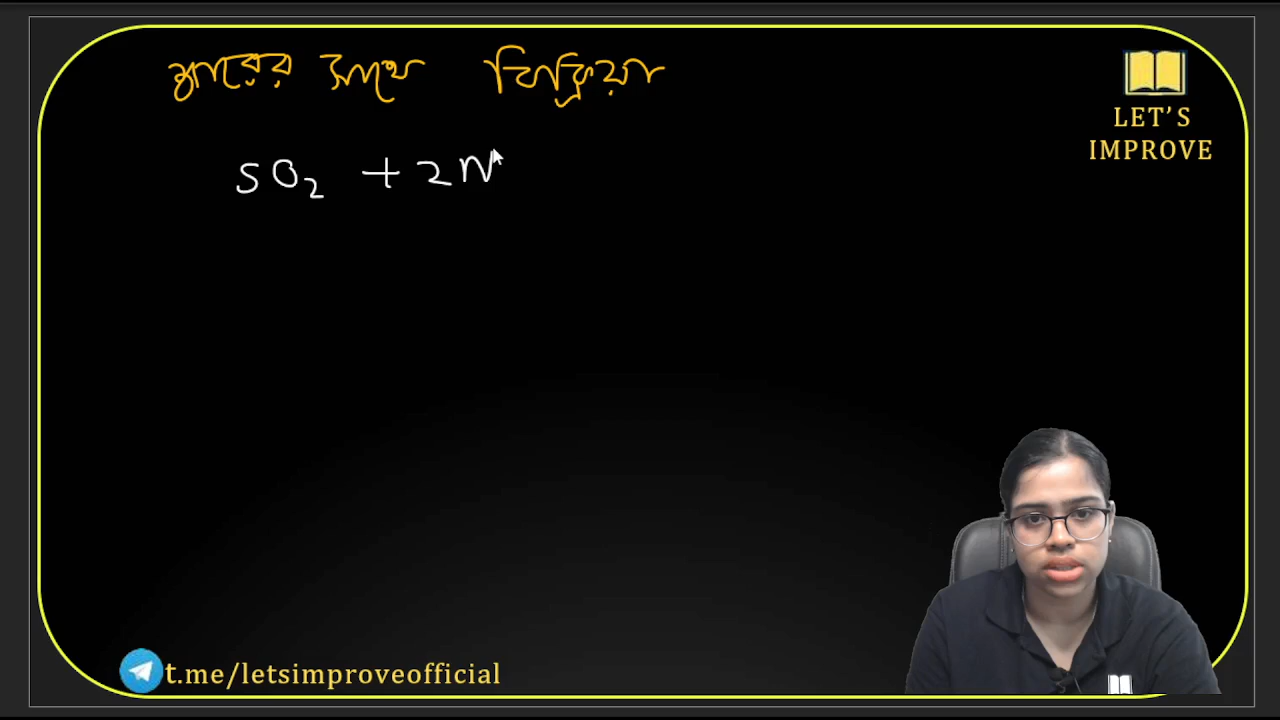 ক্ষারের সাথে বিক্রিয়া
SO₂ + 2N
LET'S
IMPROVE
t.me/letsimproveofficial